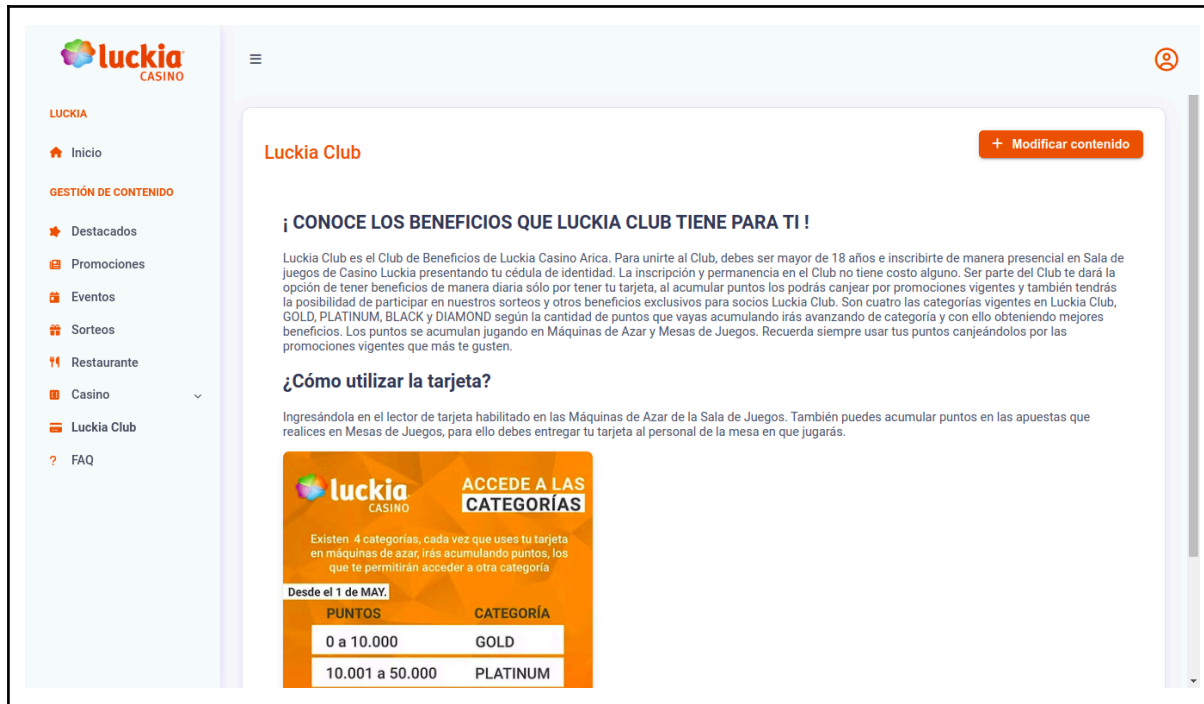 luckia
CASINO
LUCKIA
Inicio
GESTIÓN DE CONTENIDO
Destacados
Promociones
Eventos
Sorteos
Restaurante
Casino
Luckia Club
? FAQ
Luckia Club
+ Modificar contenido
¡ CONOCE LOS BENEFICIOS QUE LUCKIA CLUB TIENE PARA TI !
Luckia Club es el Club de Beneficios de Luckia Casino Arica. Para unirte al Club, debes ser mayor de 18 años e inscribirte de manera presencial en Sala de
juegos de Casino Luckia presentando tu cédula de identidad. La inscripción y permanencia en el Club no tiene costo alguno. Ser parte del Club te dará la
opción de tener beneficios de manera diaria sólo por tener tu tarjeta, al acumular puntos los podrás canjear por promociones vigentes y también tendrás
la posibilidad de participar en nuestros sorteos y otros beneficios exclusivos para socios Luckia Club. Son cuatro las categorías vigentes en Luckia Club,
GOLD, PLATINUM, BLACK y DIAMOND según la cantidad de puntos que vayas acumulando irás avanzando de categoría y con ello obteniendo mejores
beneficios. Los puntos se acumulan jugando en Máquinas de Azar y Mesas de Juegos. Recuerda siempre usar tus puntos canjeándolos por las
promociones vigentes que más te gusten.
¿Cómo utilizar la tarjeta?
Ingresándola en el lector de tarjeta habilitado en las Máquinas de Azar de la Sala de Juegos. También puedes acumular puntos en las apuestas que
realices en Mesas de Juegos, para ello debes entregar tu tarjeta al personal de la mesa en que jugarás.
luckia
CASINO
ACCEDE A LAS
CATEGORÍAS
Existen 4 categorías, cada vez que uses tu tarjeta
en máquinas de azar, irás acumulando puntos, los
que te permitirán acceder a otra categoría
Desde el 1 de MAY.
PUNTOS CATEGORÍA
0 a 10.000 GOLD
10.001 a 50.000 PLATINUM